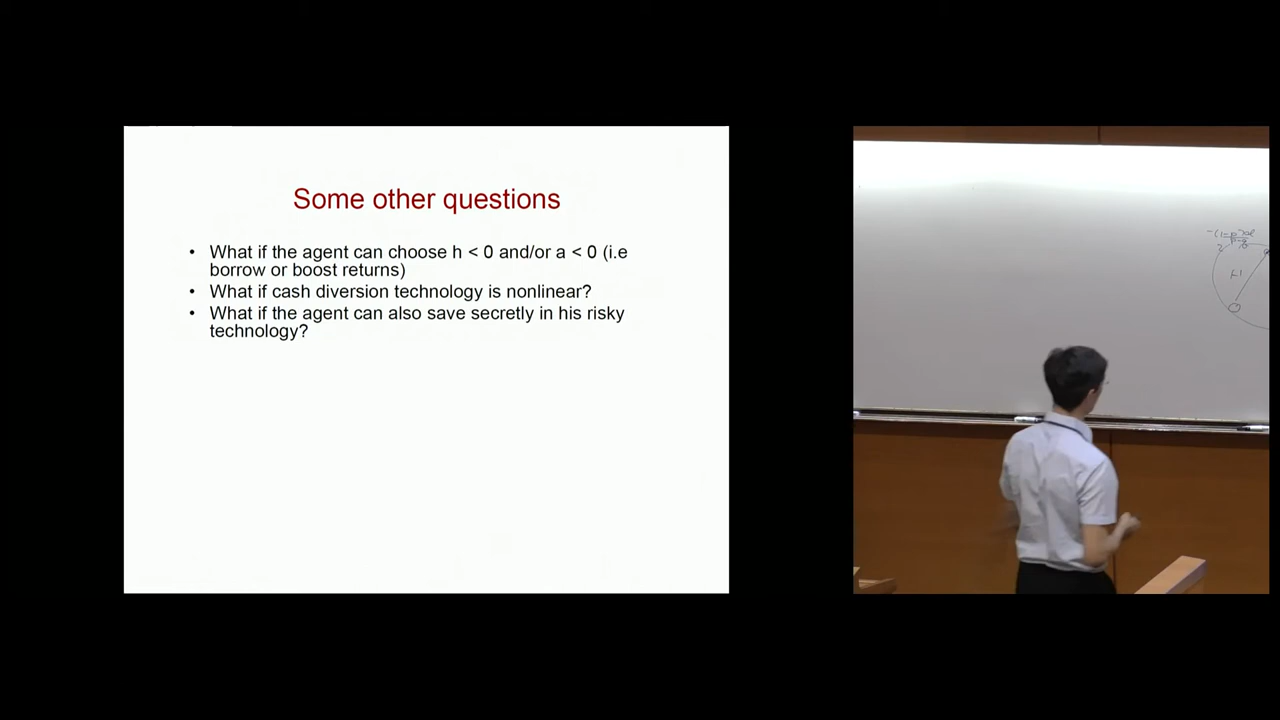 Some other questions
• What if the agent can choose h < 0 and/or a < 0 (i.e
borrow or boost returns)
• What if cash diversion technology is nonlinear?
• What if the agent can also save secretly in his risky
technology?